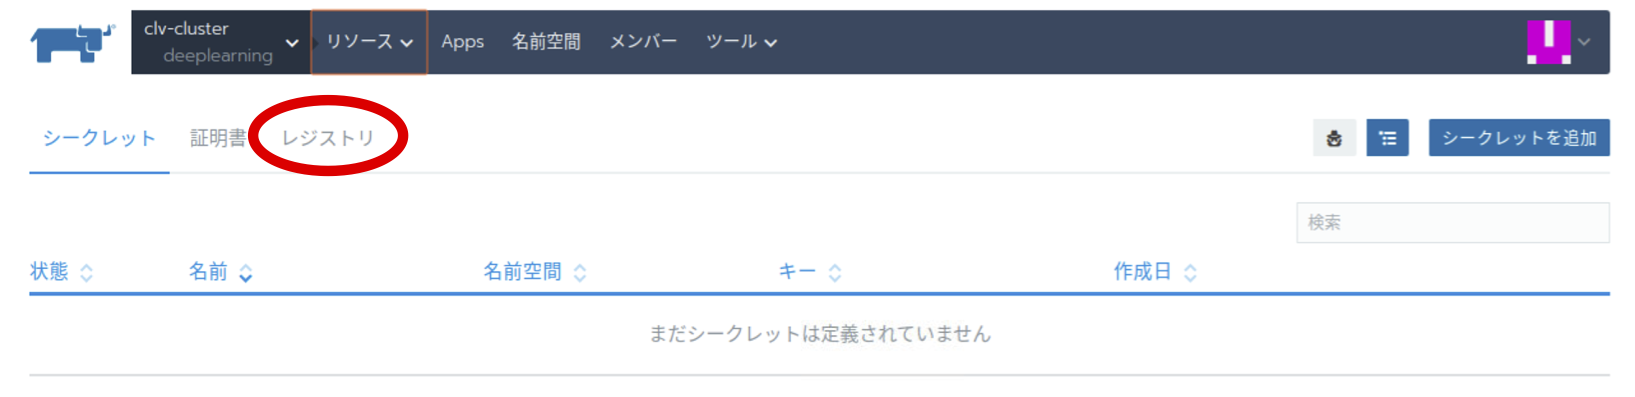 clv-cluster
deeplearning
リソース
Apps
名前空間
メンバー
ツール
シークレット
証明書
レジストリ
シークレットを追加
検索
状態
名前
名前空間
キー
作成日
まだシークレットは定義されていません